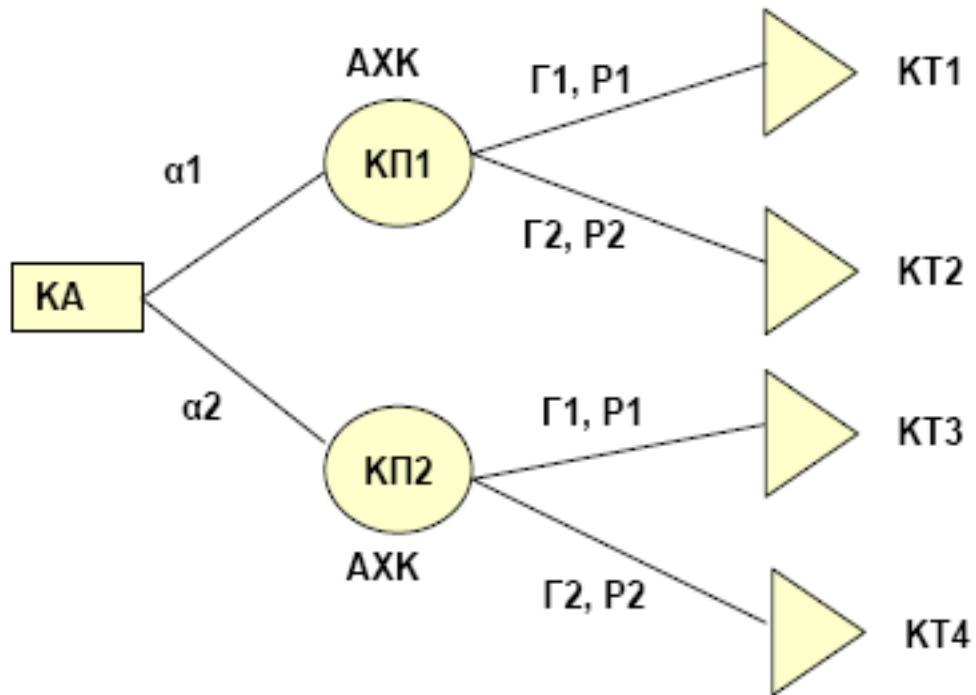 АХК
Г1, Р1
КТ1
α1
КП1
Г2, Р2
КТ2
КА
α2
Г1, Р1
КТ3
КП2
АХК
Г2, Р2
КТ4